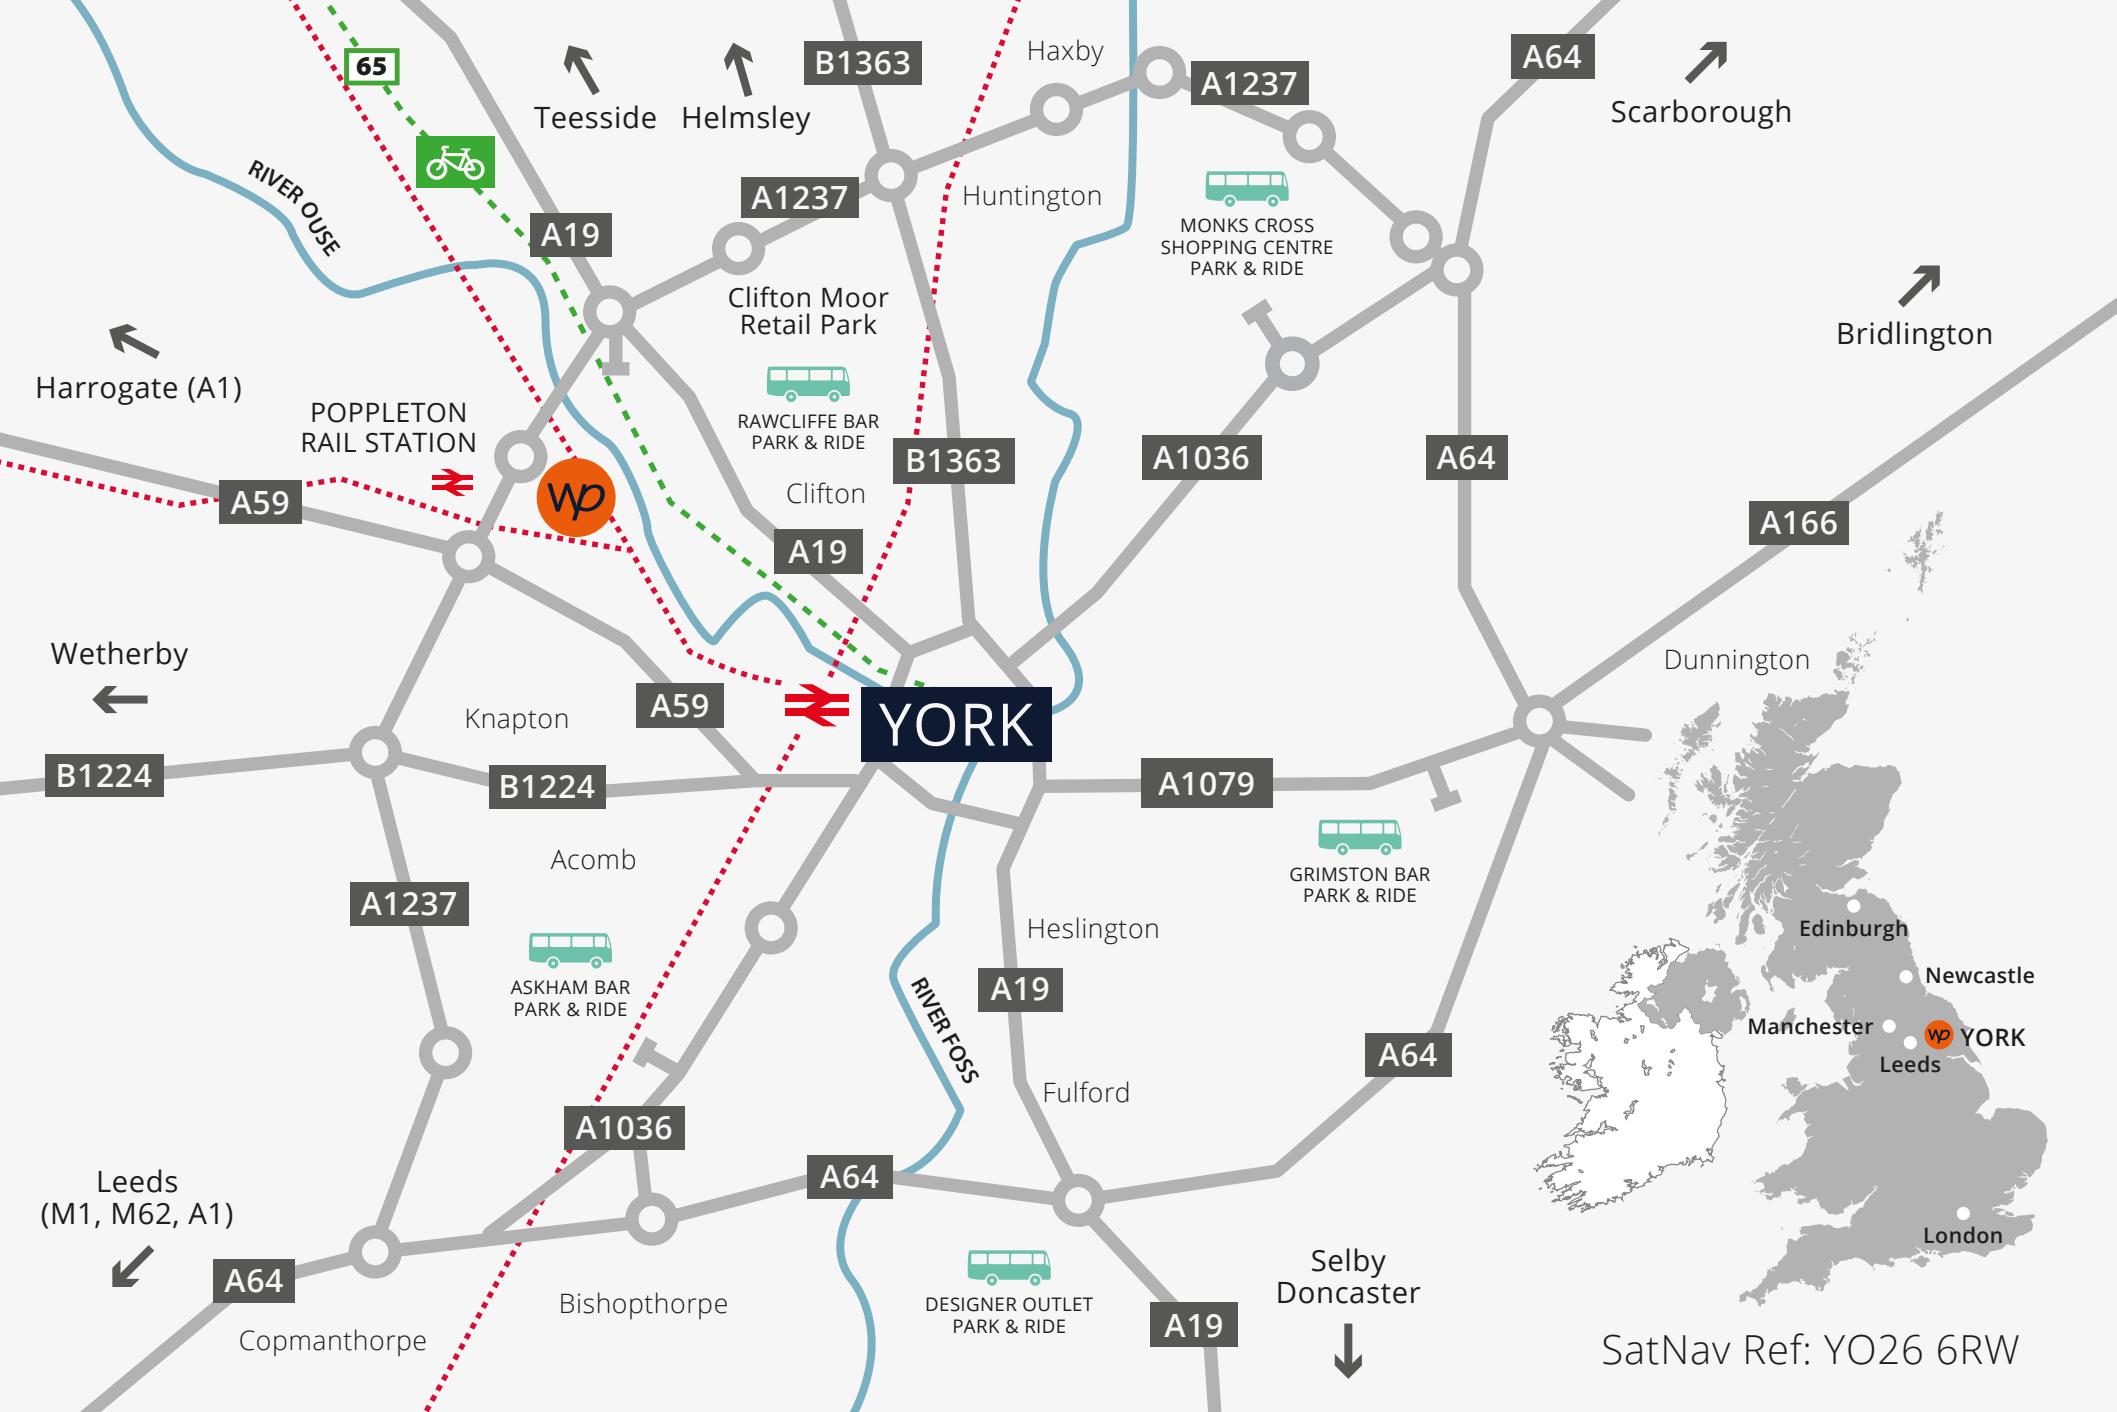 65
Teesside
Helmsley
B1363
Haxby
A1237
A64
Scarborough
RIVER OUSE
A19
A1237
Huntington
MONKS CROSS
SHOPPING CENTRE
PARK & RIDE
Clifton Moor
Retail Park
Bridlington
Harrogate (A1)
POPPLETON
RAIL STATION
RAWCLIFFE BAR
PARK & RIDE
B1363
A1036
A64
A59
wp
Clifton
A19
A166
Wetherby
Dunnington
Knapton
A59
YORK
B1224
B1224
A1079
Acomb
A1237
GRIMSTON BAR
PARK & RIDE
Heslington
ASKHAM BAR
PARK & RIDE
A19
RIVER FOSS
A64
Edinburgh
Newcastle
Manchester
wp
YORK
Leeds
Fulford
A1036
Leeds
(M1, M62, A1)
A64
A64
London
Selby
Doncaster
Bishopthorpe
DESIGNER OUTLET
PARK & RIDE
A19
Copmanthorpe
SatNav Ref: YO26 6RW